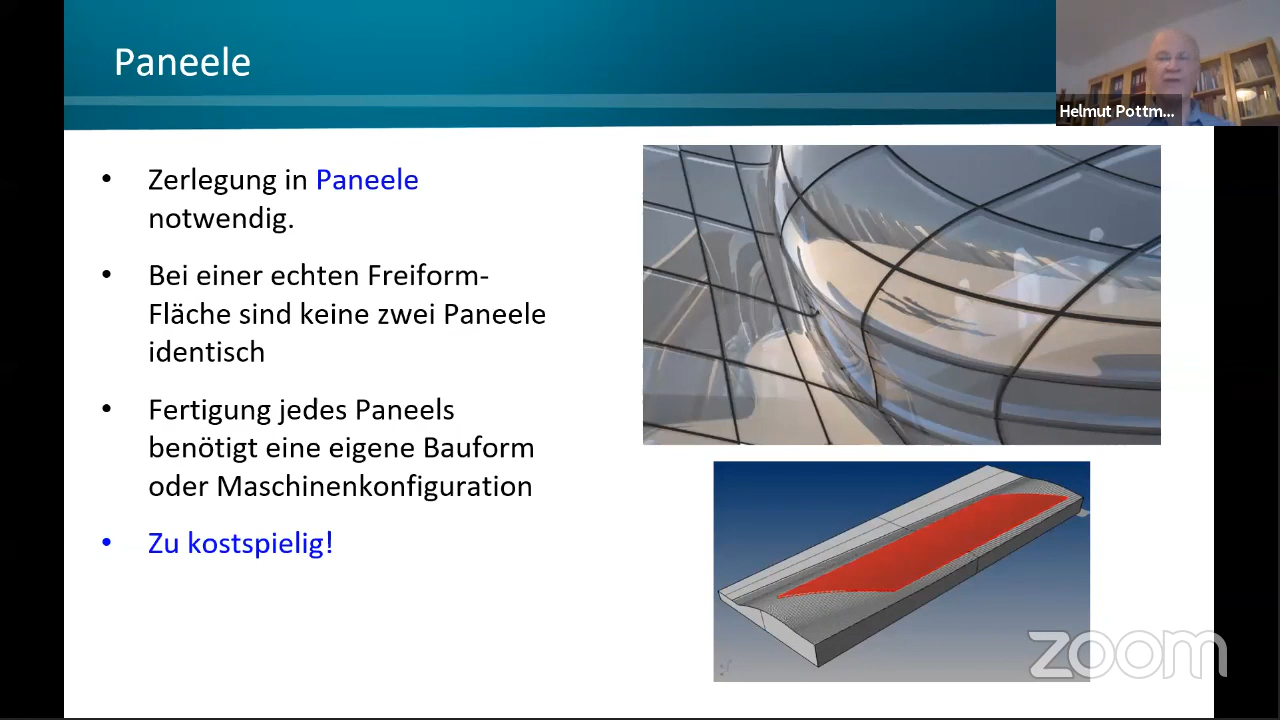 Paneele
Helmut Pottm...
• Zerlegung in Paneele
notwendig.
• Bei einer echten Freiform-
Fläche sind keine zwei Paneele
identisch
• Fertigung jedes Paneels
benötigt eine eigene Bauform
oder Maschinenkonfiguration
• Zu kostspielig!
zoom